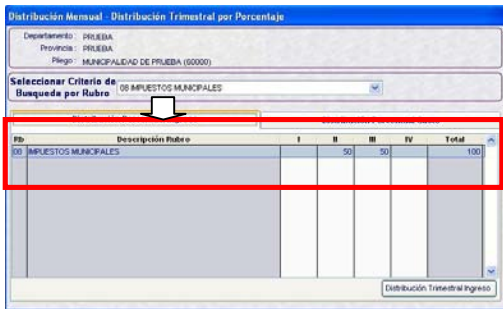 Distribución Mensual - Distribución Trimestral por Porcentaje
Departamento : PRUEBA
Provincia : PRUEBA
Pliego : MUNICIPALIDAD DE PRUEBA (60000)
Seleccionar Criterio de Busqueda por Rubro 08 IMPUESTOS MUNICIPALES
Rb Descripción Rubro I II III IV Total
08 IMPUESTOS MUNICIPALES 50 50 100
Distribución Trimestral Ingreso